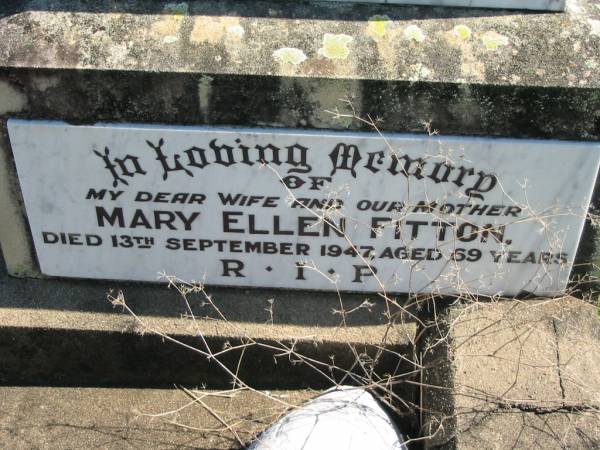 In Loving Memory
OF
MY DEAR WIFE AND OUR MOTHER
MARY ELLEN FITTON,
DIED 13TH SEPTEMBER 1947, AGED 69 YEARS
R · I · P